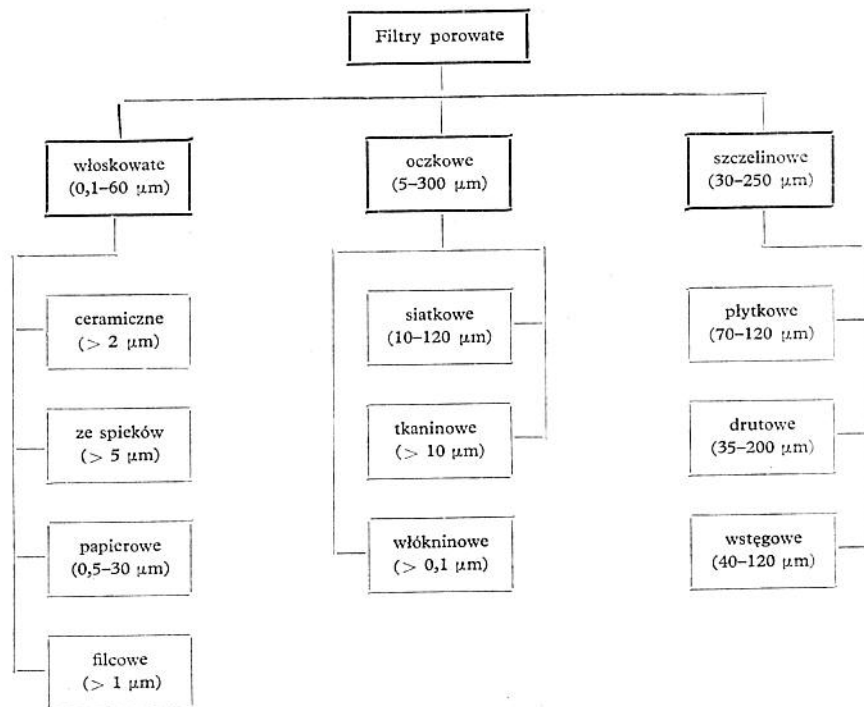 Filtry porowate
włoskowate
(0,1–60 μm)
oczkowe
(5–300 μm)
szczelinowe
(30–250 μm)
ceramiczne
(> 2 μm)
ze spieków
(> 5 μm)
papierowe
(0,5–30 μm)
filcowe
(> 1 μm)
siatkowe
(10–120 μm)
tkaninowe
(> 10 μm)
włókninowe
(> 0,1 μm)
płytkowe
(70–120 μm)
drutowe
(35–200 μm)
wstęgowe
(40–120 μm)